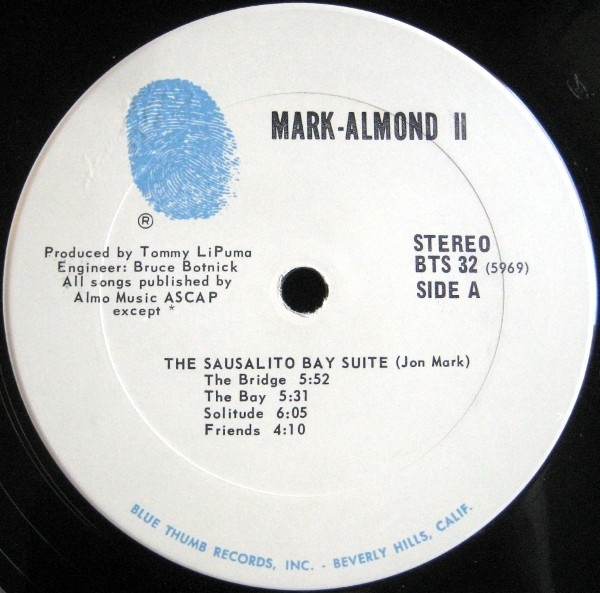 MARK-ALMOND II
®
Produced by Tommy LiPuma
Engineer: Bruce Botnick
All songs published by
Almo Music ASCAP
except *
STEREO
BTS 32 (5969)
SIDE A
THE SAUSALITO BAY SUITE (Jon Mark)
The Bridge 5:52
The Bay 5:31
Solitude 6:05
Friends 4:10
BLUE THUMB RECORDS, INC. - BEVERLY HILLS, CALIF.